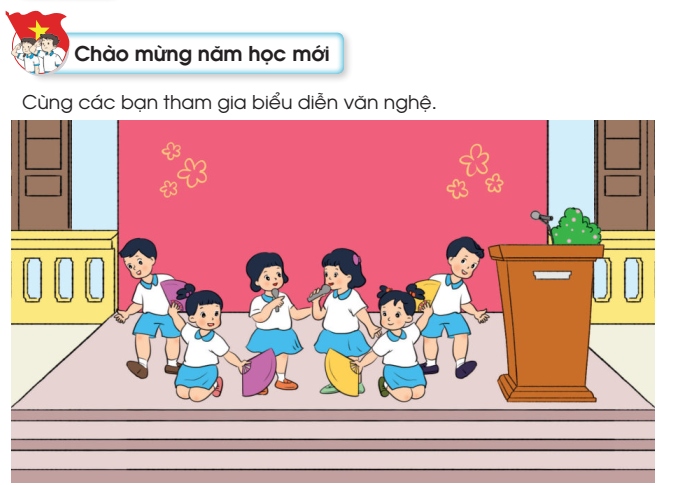 Chào mừng năm học mới
Cùng các bạn tham gia biểu diễn văn nghệ.